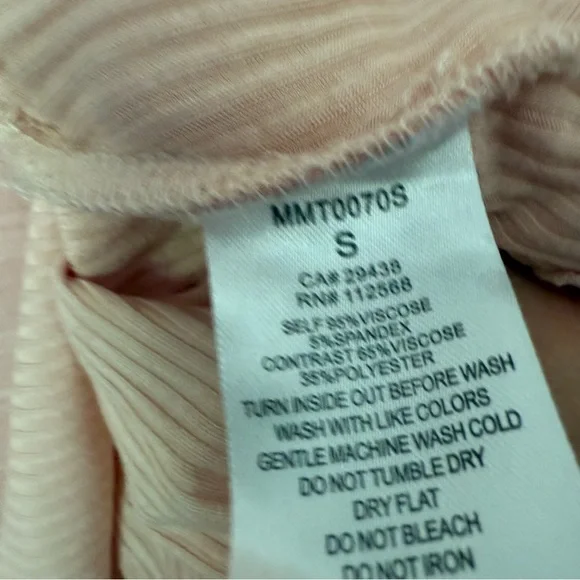 MMT0070S
S
CA# 29438
RN# 112568
SELF 95%VISCOSE
5%SPANDEX
CONTRAST 65%VISCOSE
35%POLYESTER
TURN INSIDE OUT BEFORE WASH
WASH WITH LIKE COLORS
GENTLE MACHINE WASH COLD
DO NOT TUMBLE DRY
DRY FLAT
DO NOT BLEACH
DO NOT IRON